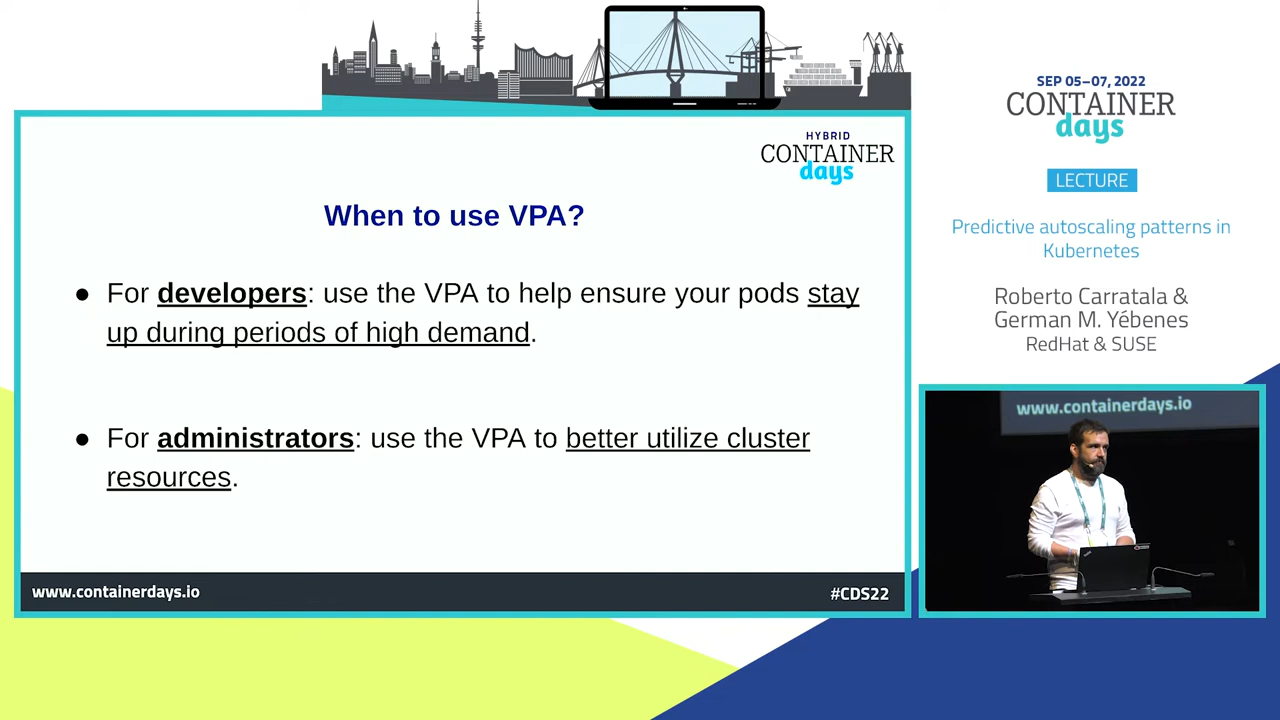 HYBRID
CONTAINER
days
When to use VPA?
● For developers: use the VPA to help ensure your pods stay
up during periods of high demand.
● For administrators: use the VPA to better utilize cluster
resources.
www.containerdays.io
#CDS22
SEP 05–07, 2022
CONTAINER
days
LECTURE
Predictive autoscaling patterns in
Kubernetes
Roberto Carratala &
German M. Yébenes
RedHat & SUSE
www.containerdays.io